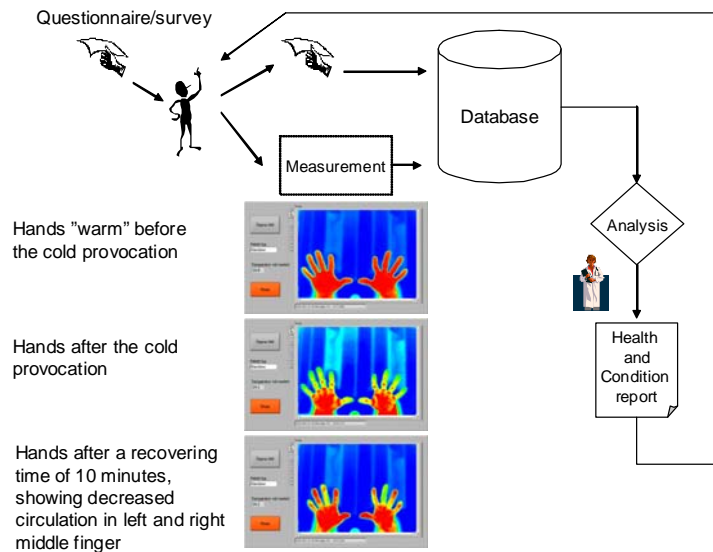 Questionnaire/survey
Database
Measurement
Hands ”warm” before
the cold provocation
Analysis
Hands after the cold
provocation
Health
and
Condition
report
Hands after a recovering
time of 10 minutes,
showing decreased
circulation in left and right
middle finger